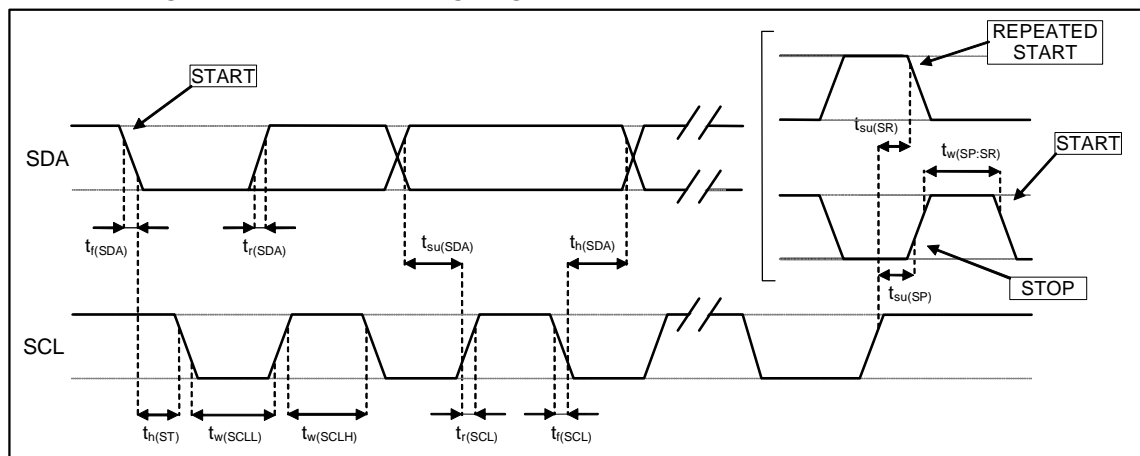 REPEATED
START
START
t_su(SR)
t_w(SP:SR)
START
SDA
t_f(SDA)
t_r(SDA)
t_su(SDA)
t_h(SDA)
t_su(SP)
STOP
SCL
t_h(ST)
t_w(SCLL)
t_w(SCLH)
t_r(SCL)
t_f(SCL)